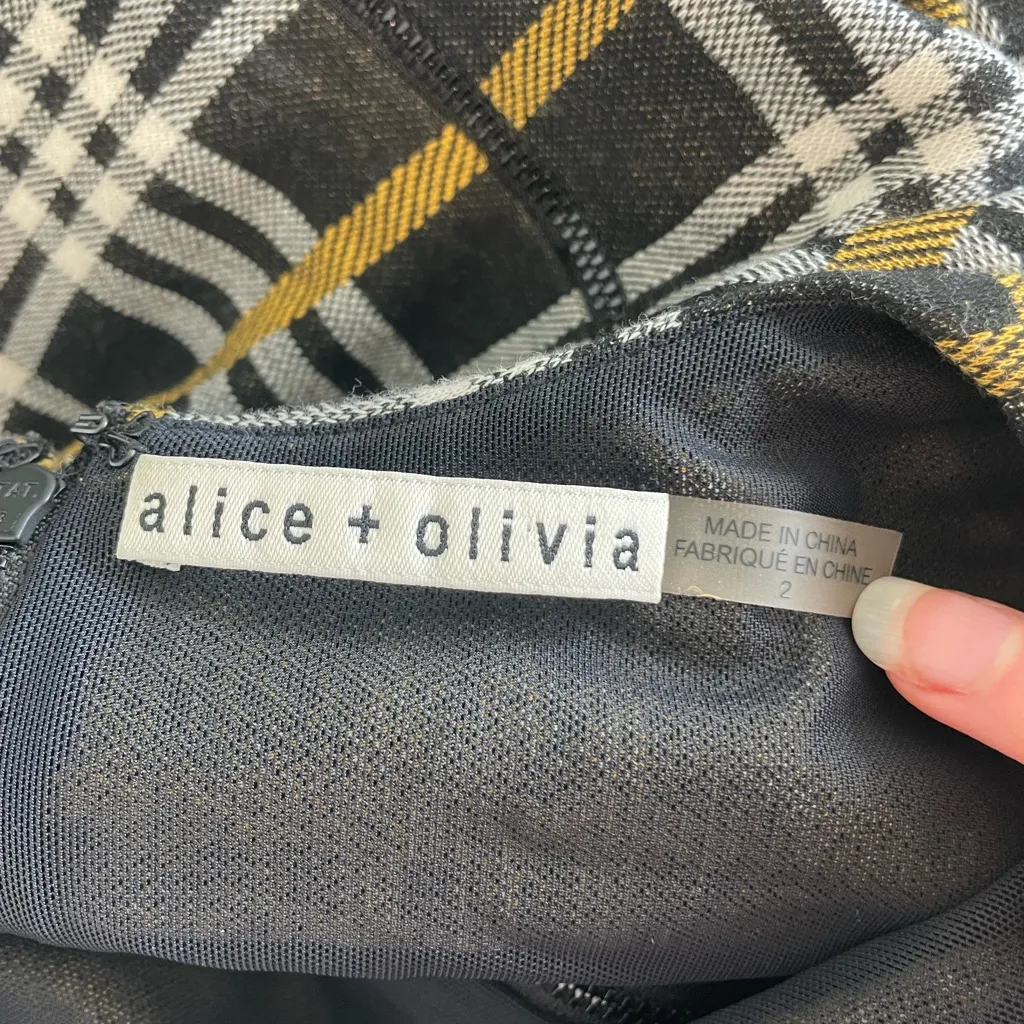 alice + olivia
MADE IN CHINA
FABRIQUÉ EN CHINE
2